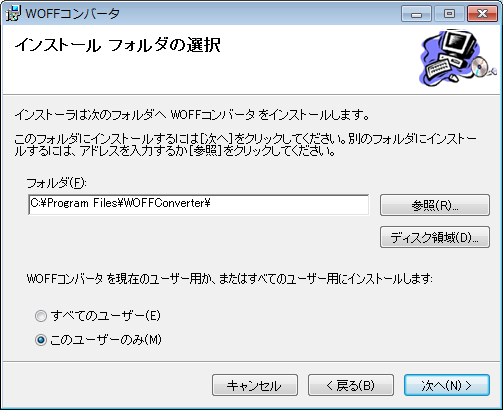 WOFFコンバータ
インストール フォルダの選択
インストーラは次のフォルダへ WOFFコンバータ をインストールします。
このフォルダにインストールするには[次へ]をクリックしてください。別のフォルダにインストー
ルするには、アドレスを入力するか[参照]をクリックしてください。
フォルダ(F):
C:¥Program Files¥WOFFConverter¥
参照(R)...
ディスク領域(D)...
WOFFコンバータ を現在のユーザー用か、またはすべてのユーザー用にインストールします:
すべてのユーザー(E)
このユーザーのみ(M)
キャンセル
< 戻る(B)
次へ(N) >